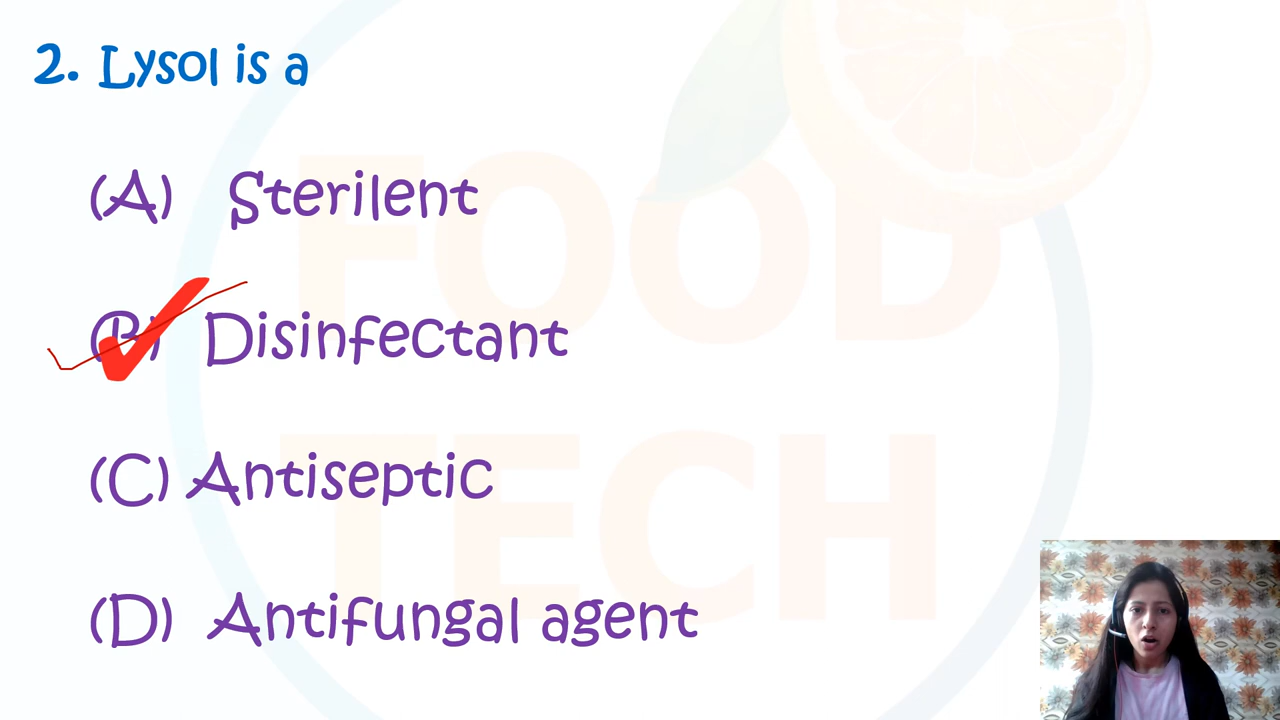 2. Lysol is a
(A) Sterilent
(B) Disinfectant
(C) Antiseptic
(D) Antifungal agent
FOOD
TECH